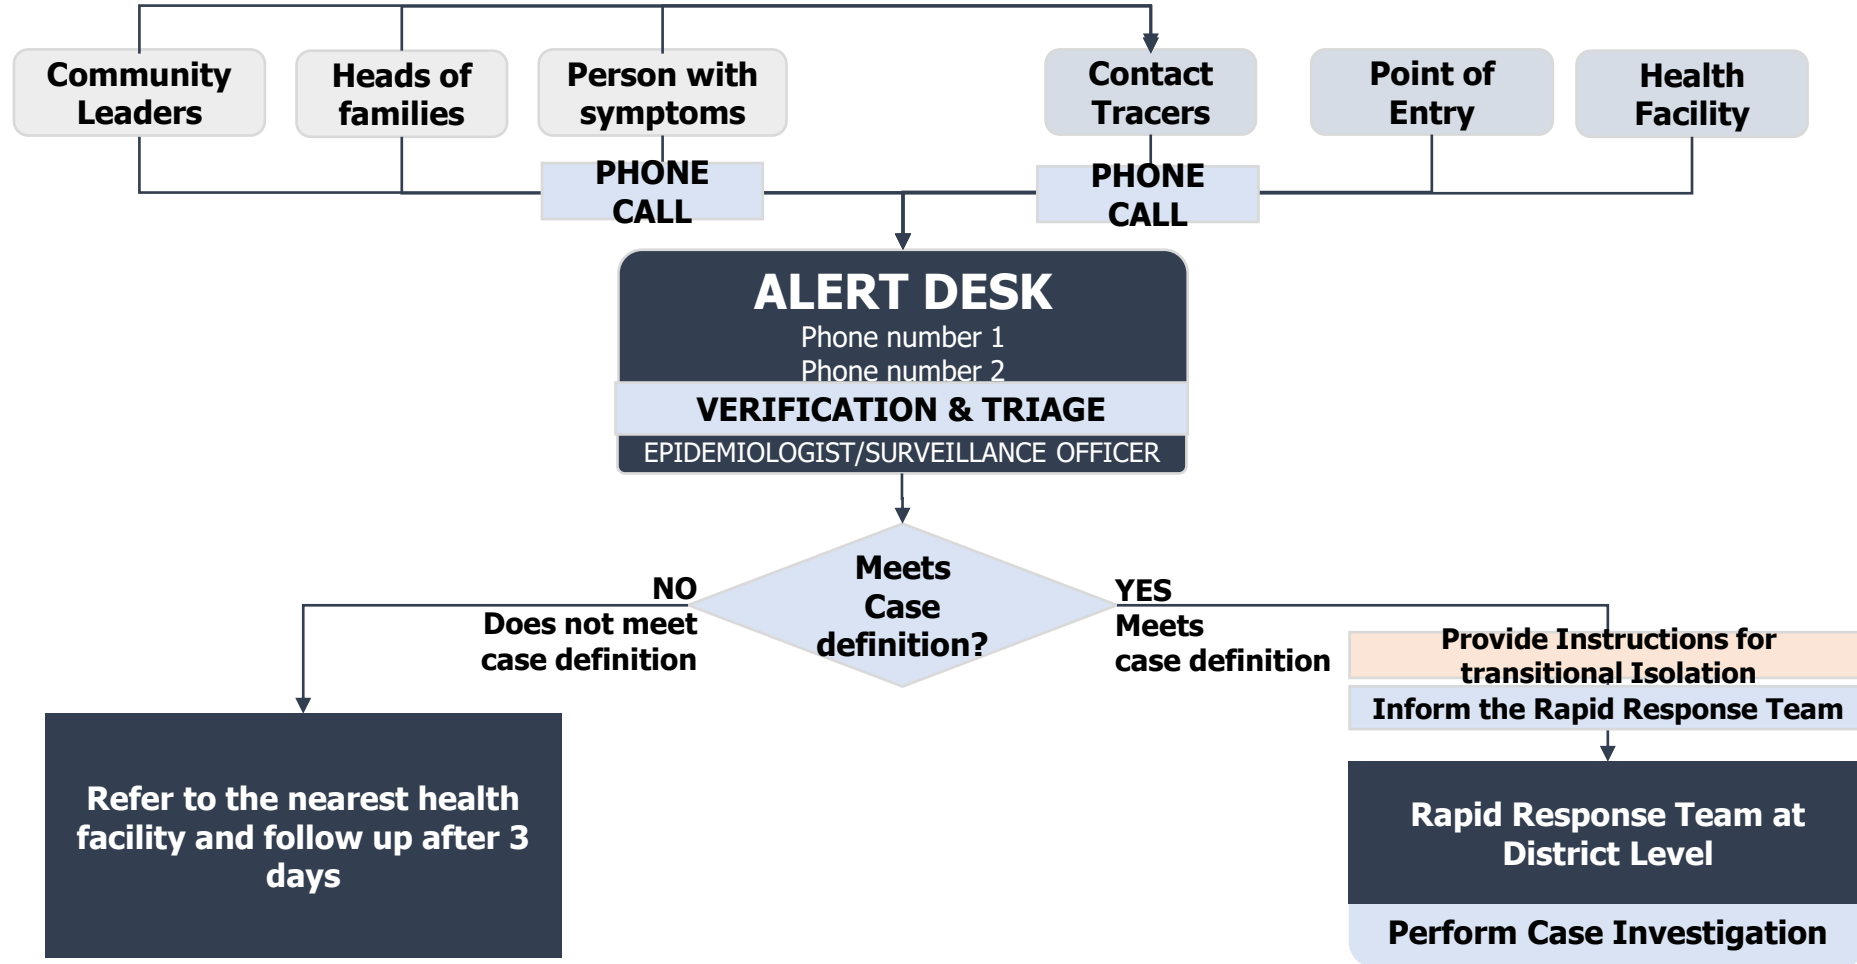 Community
Leaders
Heads of
families
Person with
symptoms
Contact
Tracers
Point of
Entry
Health
Facility
PHONE
CALL
PHONE
CALL
ALERT DESK
Phone number 1
Phone number 2
VERIFICATION & TRIAGE
EPIDEMIOLOGIST/SURVEILLANCE OFFICER
Meets
Case
definition?
NO
Does not meet
case definition
YES
Meets
case definition
Provide Instructions for
transitional Isolation
Inform the Rapid Response Team
Refer to the nearest health
facility and follow up after 3
days
Rapid Response Team at
District Level
Perform Case Investigation